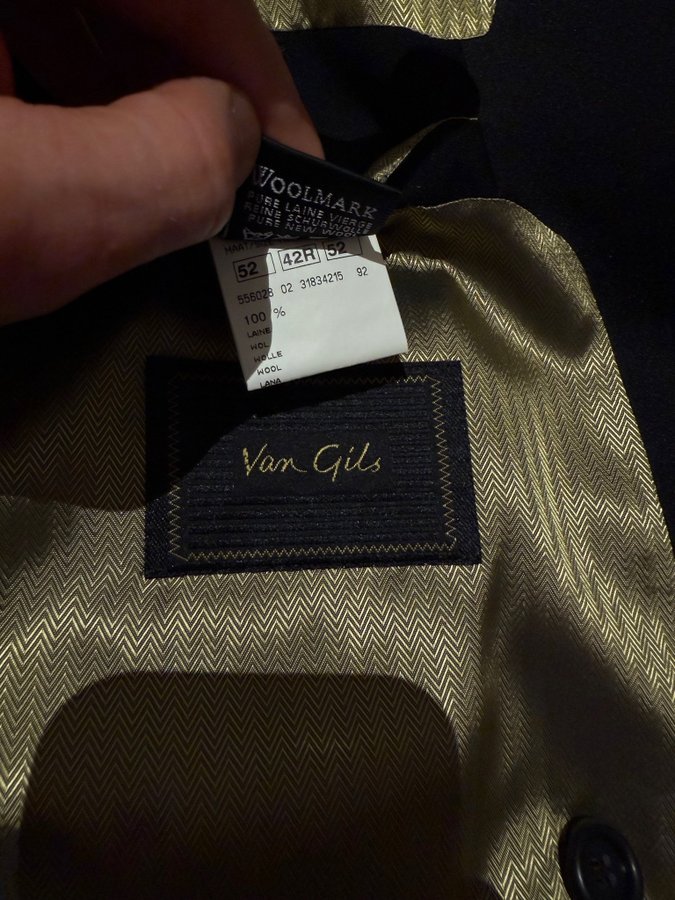 WOOLMARK
PURE LAINE VIERGE
REINE SCHURWOLLE
PURE NEW WOOL
52 42R 52
556028 02 31834215 92
100 %
LAINE
WOL
WOLLE
WOOL
LANA
Van Gils